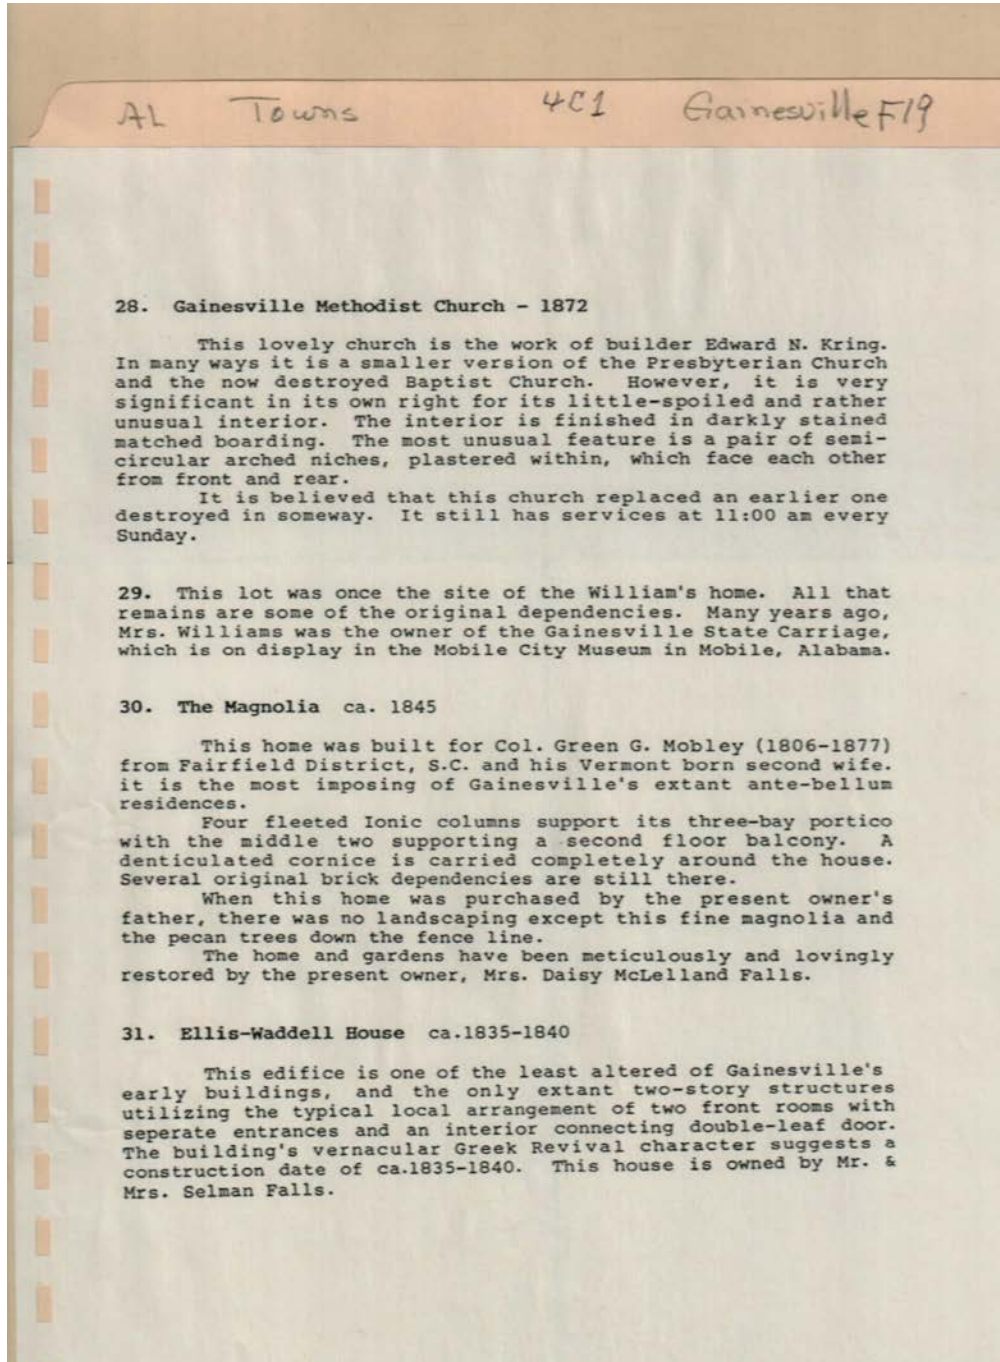 AL Towns 4C1 Gainesville F19
28. Gainesville Methodist Church - 1872
This lovely church is the work of builder Edward N. Kring.
In many ways it is a smaller version of the Presbyterian Church
and the now destroyed Baptist Church. However, it is very
significant in its own right for its little-spoiled and rather
unusual interior. The interior is finished in darkly stained
matched boarding. The most unusual feature is a pair of semi-
circular arched niches, plastered within, which face each other
from front and rear.
It is believed that this church replaced an earlier one
destroyed in someway. It still has services at 11:00 am every
Sunday.
29. This lot was once the site of the William's home. All that
remains are some of the original dependencies. Many years ago,
Mrs. Williams was the owner of the Gainesville State Carriage,
which is on display in the Mobile City Museum in Mobile, Alabama.
30. The Magnolia ca. 1845
This home was built for Col. Green G. Mobley (1806-1877)
from Fairfield District, S.C. and his Vermont born second wife.
it is the most imposing of Gainesville's extant ante-bellum
residences.
Four fleeted Ionic columns support its three-bay portico
with the middle two supporting a second floor balcony. A
denticulated cornice is carried completely around the house.
Several original brick dependencies are still there.
When this home was purchased by the present owner's
father, there was no landscaping except this fine magnolia and
the pecan trees down the fence line.
The home and gardens have been meticulously and lovingly
restored by the present owner, Mrs. Daisy McLelland Falls.
31. Ellis-Waddell House ca.1835-1840
This edifice is one of the least altered of Gainesville's
early buildings, and the only extant two-story structures
utilizing the typical local arrangement of two front rooms with
seperate entrances and an interior connecting double-leaf door.
The building's vernacular Greek Revival character suggests a
construction date of ca.1835-1840. This house is owned by Mr. &
Mrs. Selman Falls.